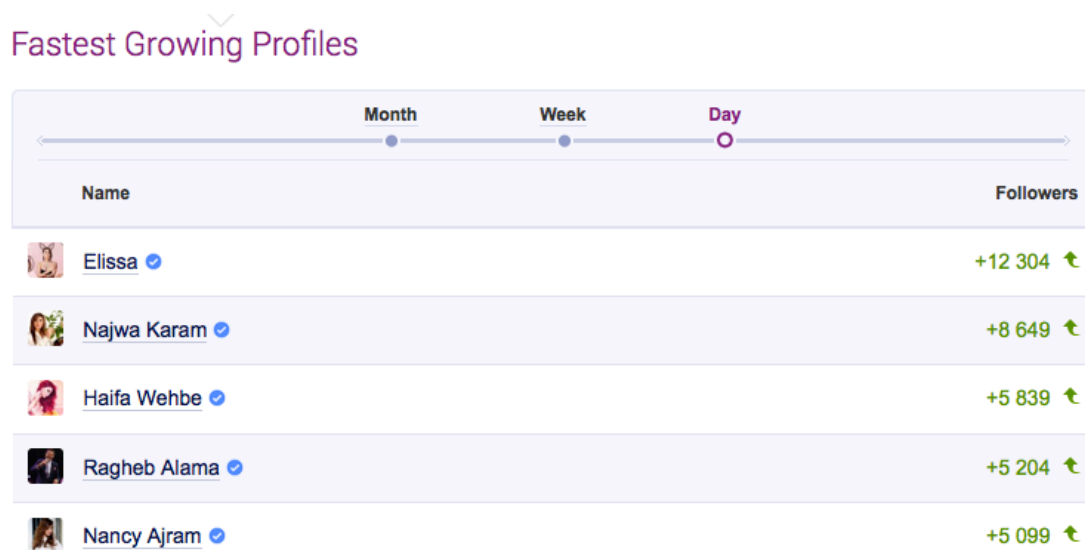 Fastest Growing Profiles
Month Week Day
Name Followers
Elissa +12 304
Najwa Karam +8 649
Haifa Wehbe +5 839
Ragheb Alama +5 204
Nancy Ajram +5 099